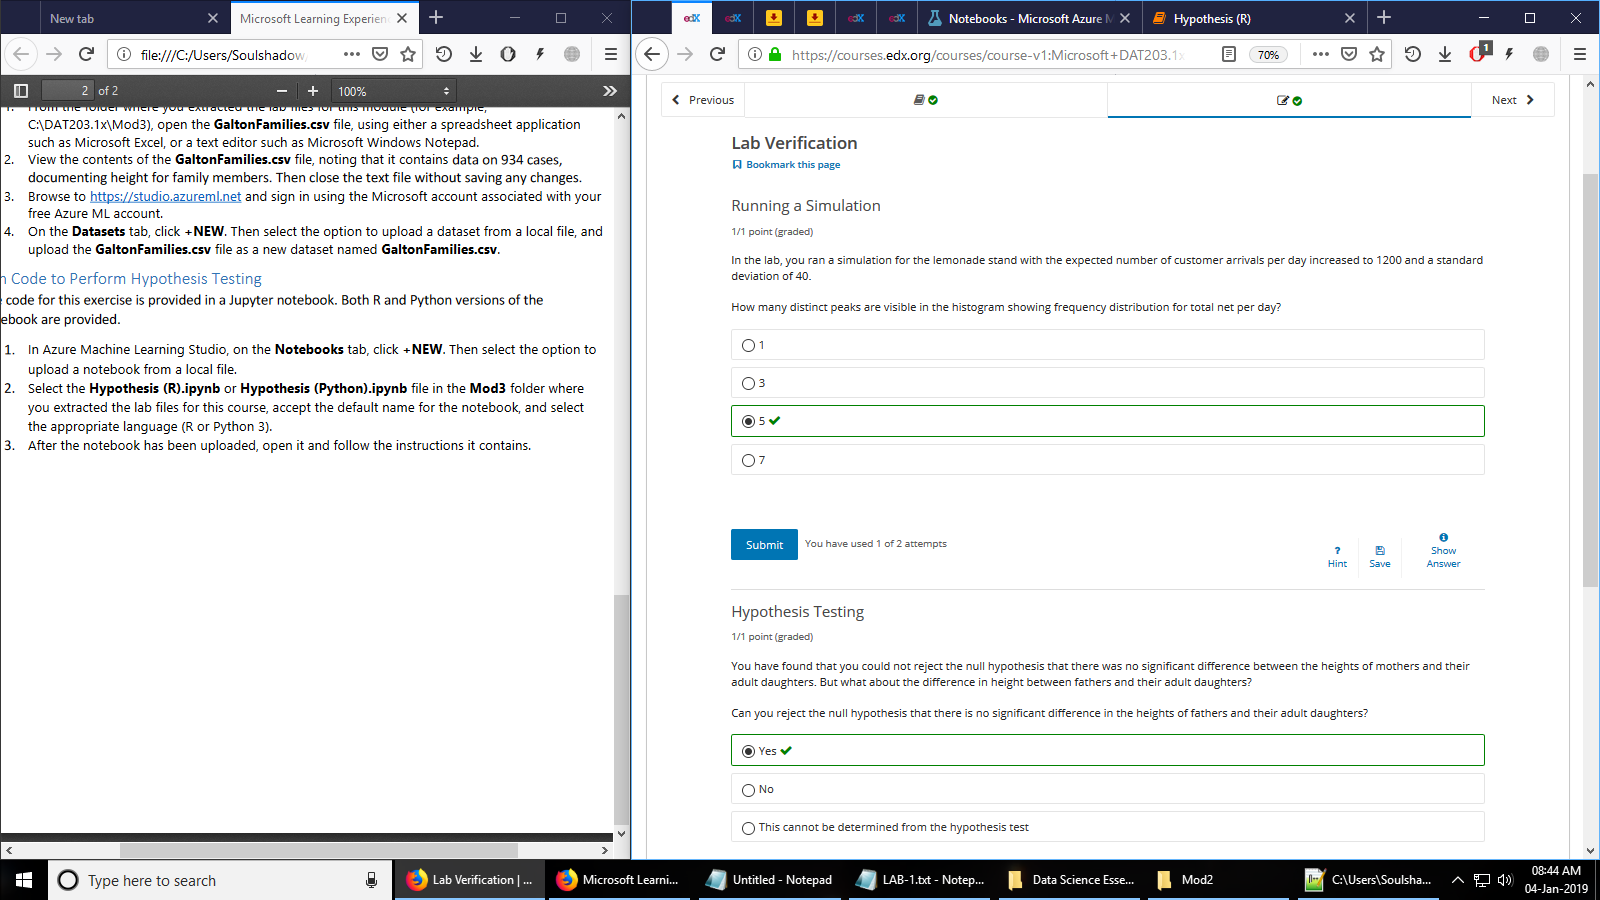 New tab
Microsoft Learning Experien
file:///C:/Users/Soulshadow
2 of 2
100%
1. From the folder where you extracted the lab files for this module (for example,
C:\DAT203.1x\Mod3), open the GaltonFamilies.csv file, using either a spreadsheet application
such as Microsoft Excel, or a text editor such as Microsoft Windows Notepad.
2. View the contents of the GaltonFamilies.csv file, noting that it contains data on 934 cases,
documenting height for family members. Then close the text file without saving any changes.
3. Browse to https://studio.azureml.net and sign in using the Microsoft account associated with your
free Azure ML account.
4. On the Datasets tab, click +NEW. Then select the option to upload a dataset from a local file, and
upload the GaltonFamilies.csv file as a new dataset named GaltonFamilies.csv.
n Code to Perform Hypothesis Testing
code for this exercise is provided in a Jupyter notebook. Both R and Python versions of the
ebook are provided.
1. In Azure Machine Learning Studio, on the Notebooks tab, click +NEW. Then select the option to
upload a notebook from a local file.
2. Select the Hypothesis (R).ipynb or Hypothesis (Python).ipynb file in the Mod3 folder where
you extracted the lab files for this course, accept the default name for the notebook, and select
the appropriate language (R or Python 3).
3. After the notebook has been uploaded, open it and follow the instructions it contains.
edX
edX
edX
edX
Notebooks - Microsoft Azure M
Hypothesis (R)
https://courses.edx.org/courses/course-v1:Microsoft+DAT203.1x
70%
1
Previous
Next
Lab Verification
Bookmark this page
Running a Simulation
1/1 point (graded)
In the lab, you ran a simulation for the lemonade stand with the expected number of customer arrivals per day increased to 1200 and a standard
deviation of 40.
How many distinct peaks are visible in the histogram showing frequency distribution for total net per day?
1
3
5
7
Submit
You have used 1 of 2 attempts
? Hint
Save
Show Answer
Hypothesis Testing
1/1 point (graded)
You have found that you could not reject the null hypothesis that there was no significant difference between the heights of mothers and their
adult daughters. But what about the difference in height between fathers and their adult daughters?
Can you reject the null hypothesis that there is no significant difference in the heights of fathers and their adult daughters?
Yes
No
This cannot be determined from the hypothesis test
Type here to search
Lab Verification | ...
Microsoft Learni...
Untitled - Notepad
LAB-1.txt - Notep...
Data Science Esse...
Mod2
C:\Users\Soulsha...
08:44 AM
04-Jan-2019